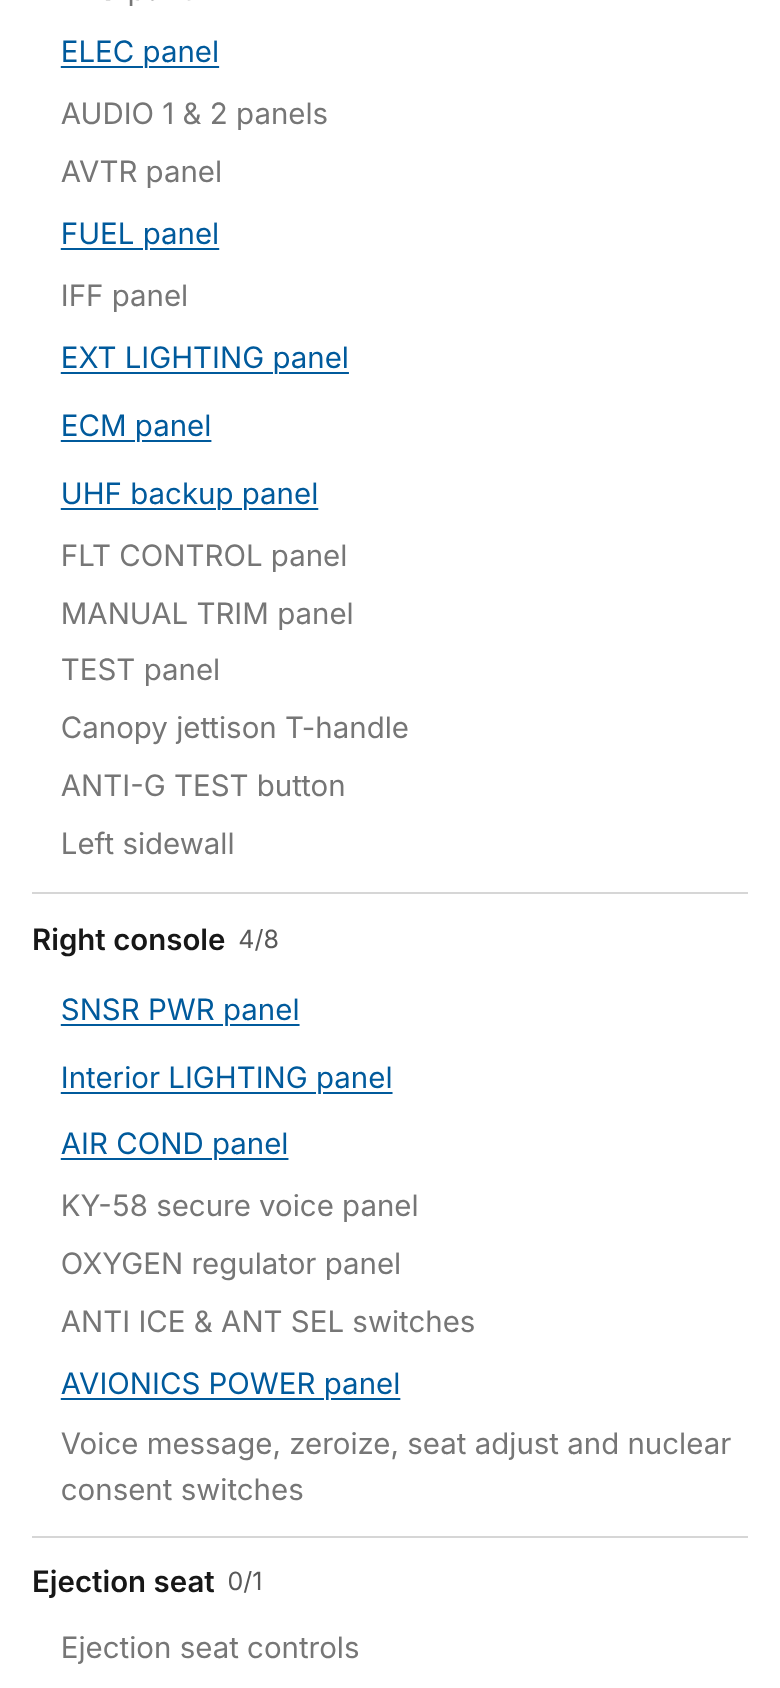 ELEC panel
AUDIO 1 & 2 panels
AVTR panel
FUEL panel
IFF panel
EXT LIGHTING panel
ECM panel
UHF backup panel
FLT CONTROL panel
MANUAL TRIM panel
TEST panel
Canopy jettison T-handle
ANTI-G TEST button
Left sidewall
Right console 4/8
SNSR PWR panel
Interior LIGHTING panel
AIR COND panel
KY-58 secure voice panel
OXYGEN regulator panel
ANTI ICE & ANT SEL switches
AVIONICS POWER panel
Voice message, zeroize, seat adjust and nuclear
consent switches
Ejection seat 0/1
Ejection seat controls